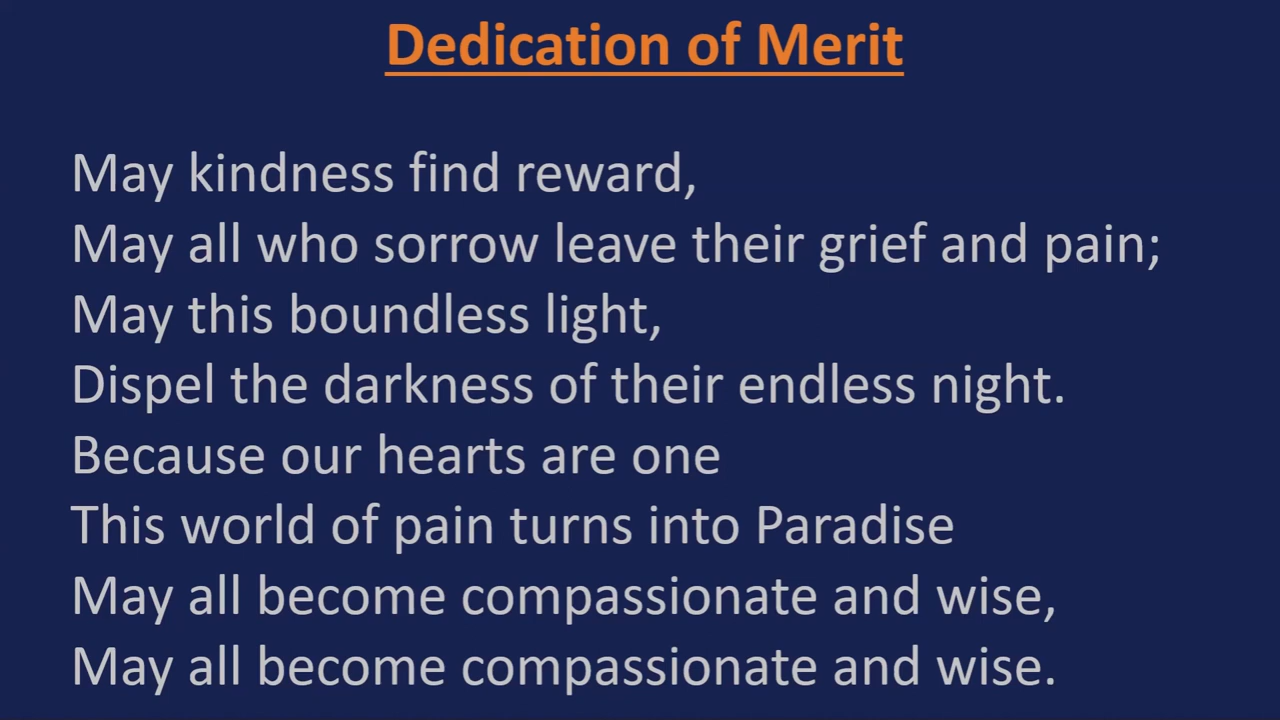 Dedication of Merit
May kindness find reward,
May all who sorrow leave their grief and pain;
May this boundless light,
Dispel the darkness of their endless night.
Because our hearts are one
This world of pain turns into Paradise
May all become compassionate and wise,
May all become compassionate and wise.